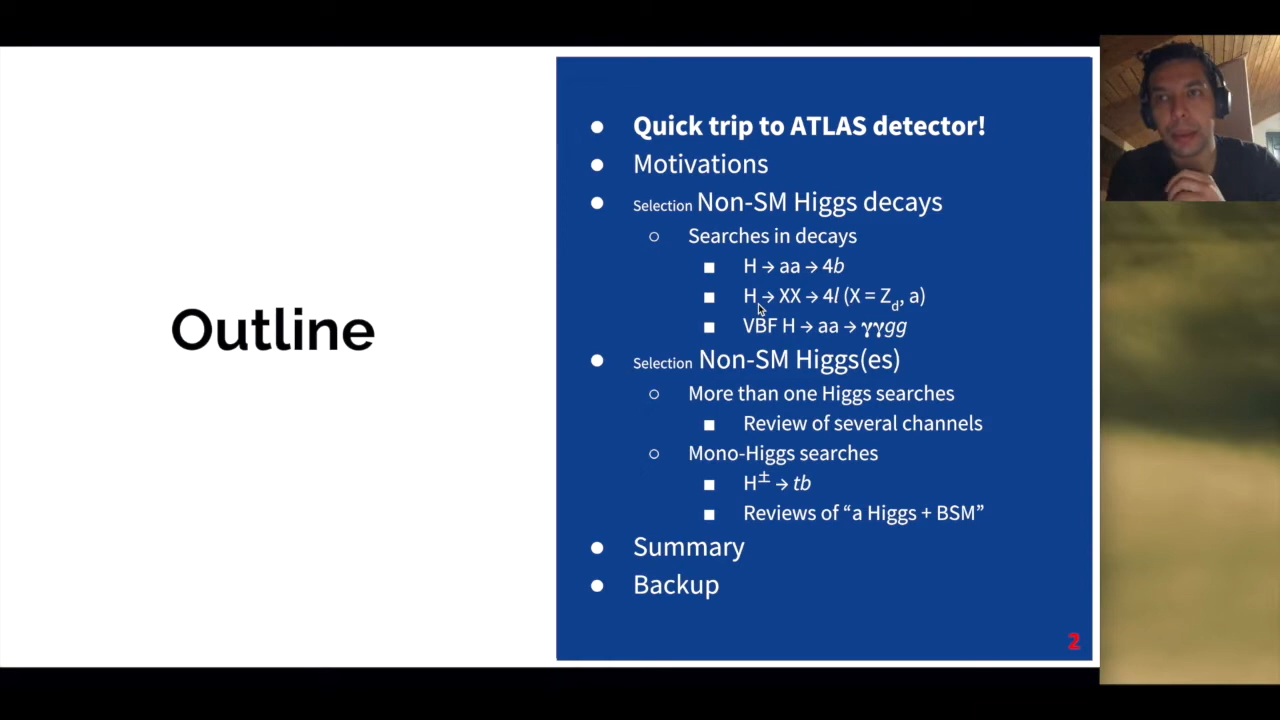 Outline
● Quick trip to ATLAS detector!
● Motivations
● Selection Non-SM Higgs decays
○ Searches in decays
■ H → aa → 4b
■ H → XX → 4l (X = Z_d, a)
■ VBF H → aa → γγgg
● Selection Non-SM Higgs(es)
○ More than one Higgs searches
■ Review of several channels
○ Mono-Higgs searches
■ H± → tb
■ Reviews of “a Higgs + BSM”
● Summary
● Backup
2